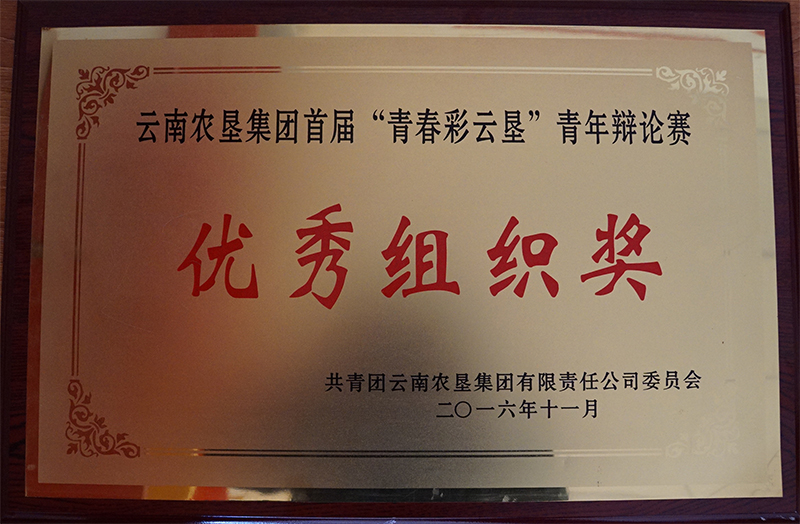 云南农垦集团首届“青春彩云垦”青年辩论赛
优秀组织奖
共青团云南农垦集团有限责任公司委员会
二〇一六年十一月